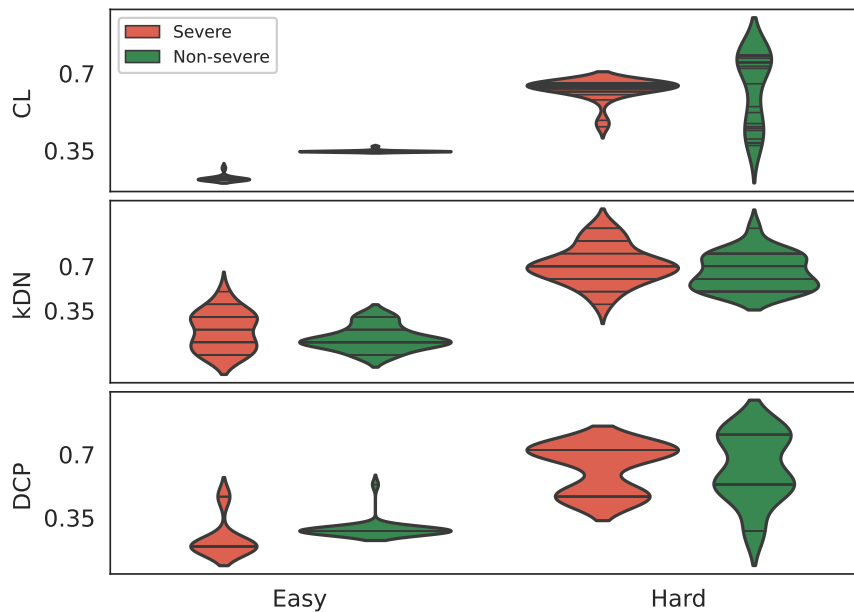 Severe
Non-severe
CL
0.7
0.35
kDN
0.7
0.35
DCP
0.7
0.35
Easy
Hard